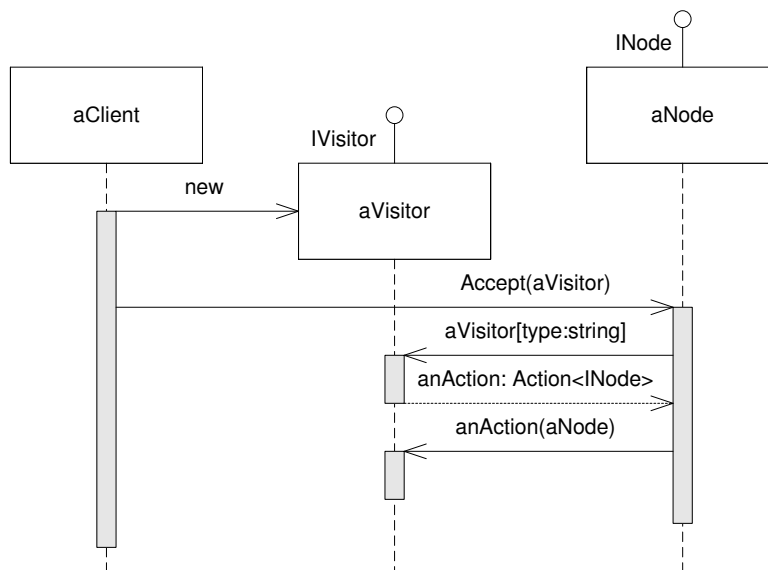 INode
aClient
aNode
IVisitor
new
aVisitor
Accept(aVisitor)
aVisitor[type:string]
anAction: Action<INode>
anAction(aNode)